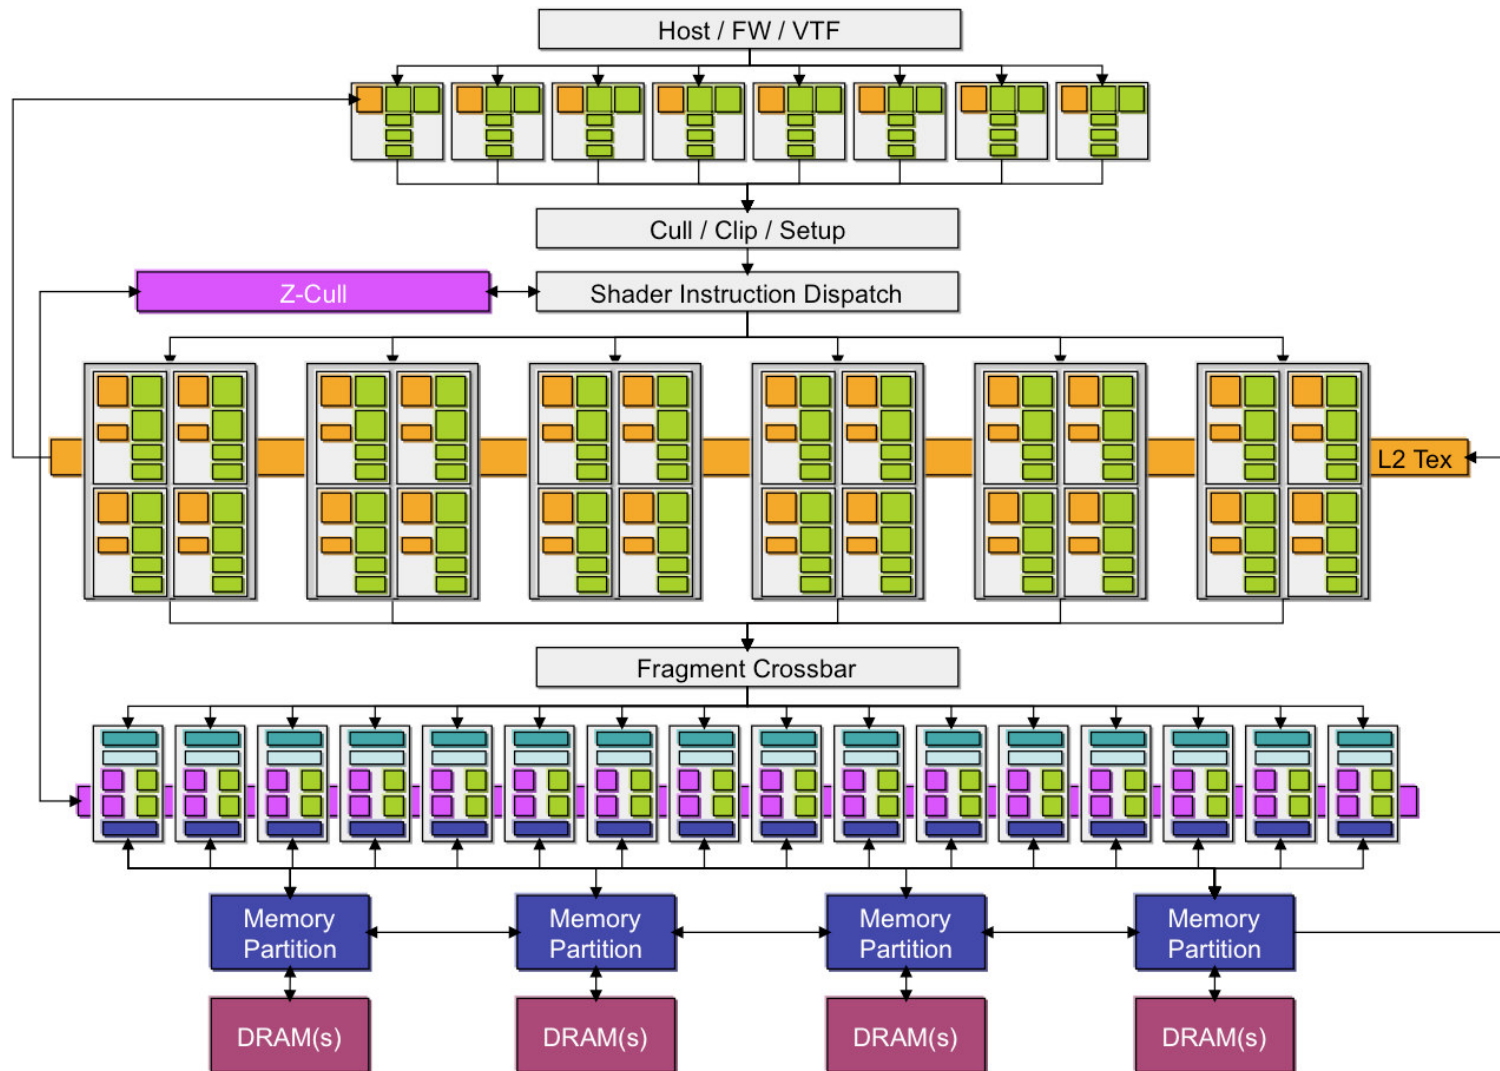 Host / FW / VTF
Cull / Clip / Setup
Z-Cull
Shader Instruction Dispatch
L2 Tex
Fragment Crossbar
Memory
Partition
Memory
Partition
Memory
Partition
Memory
Partition
DRAM(s)
DRAM(s)
DRAM(s)
DRAM(s)